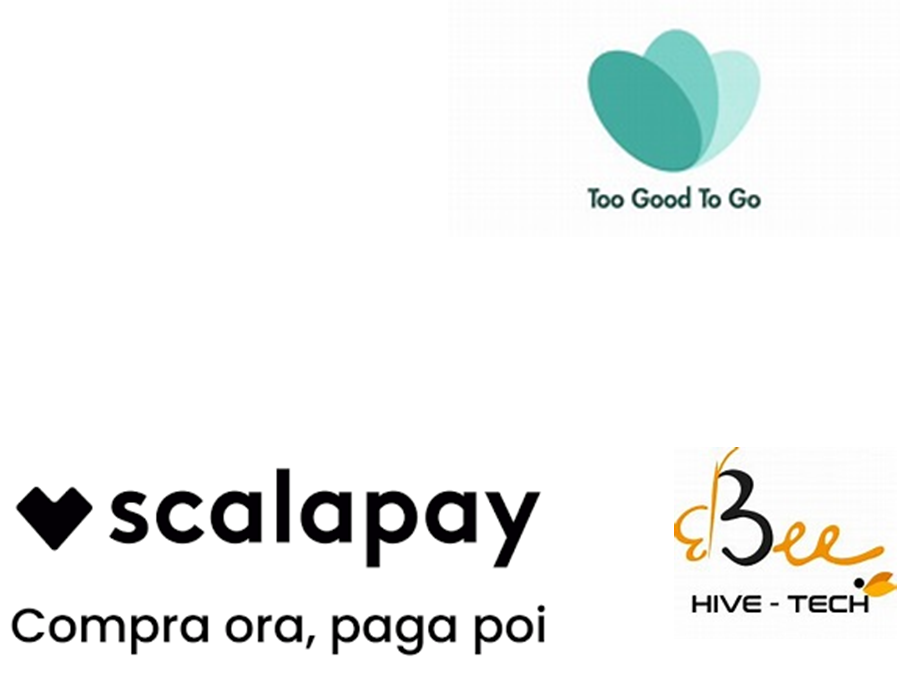 Too Good To Go
scalapay
Compra ora, paga poi
Bee
HIVE - TECH